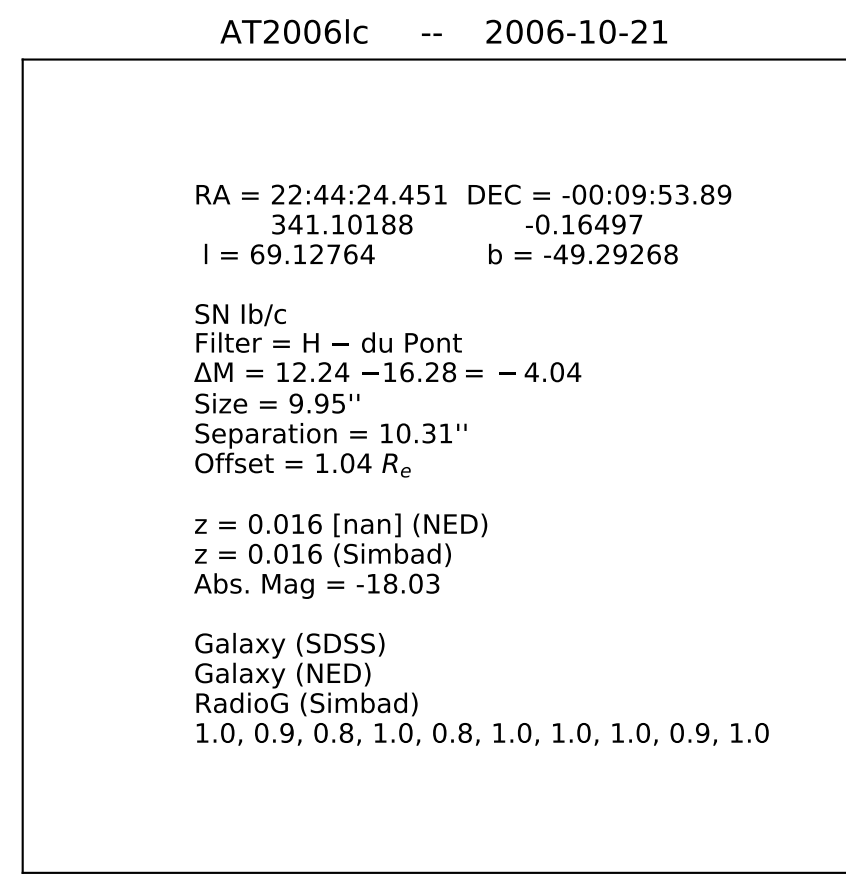 AT2006lc -- 2006-10-21
RA = 22:44:24.451 DEC = -00:09:53.89
341.10188 -0.16497
l = 69.12764 b = -49.29268
SN Ib/c
Filter = H − du Pont
ΔM = 12.24 −16.28 = −4.04
Size = 9.95''
Separation = 10.31''
Offset = 1.04 Re
z = 0.016 [nan] (NED)
z = 0.016 (Simbad)
Abs. Mag = -18.03
Galaxy (SDSS)
Galaxy (NED)
RadioG (Simbad)
1.0, 0.9, 0.8, 1.0, 0.8, 1.0, 1.0, 1.0, 0.9, 1.0